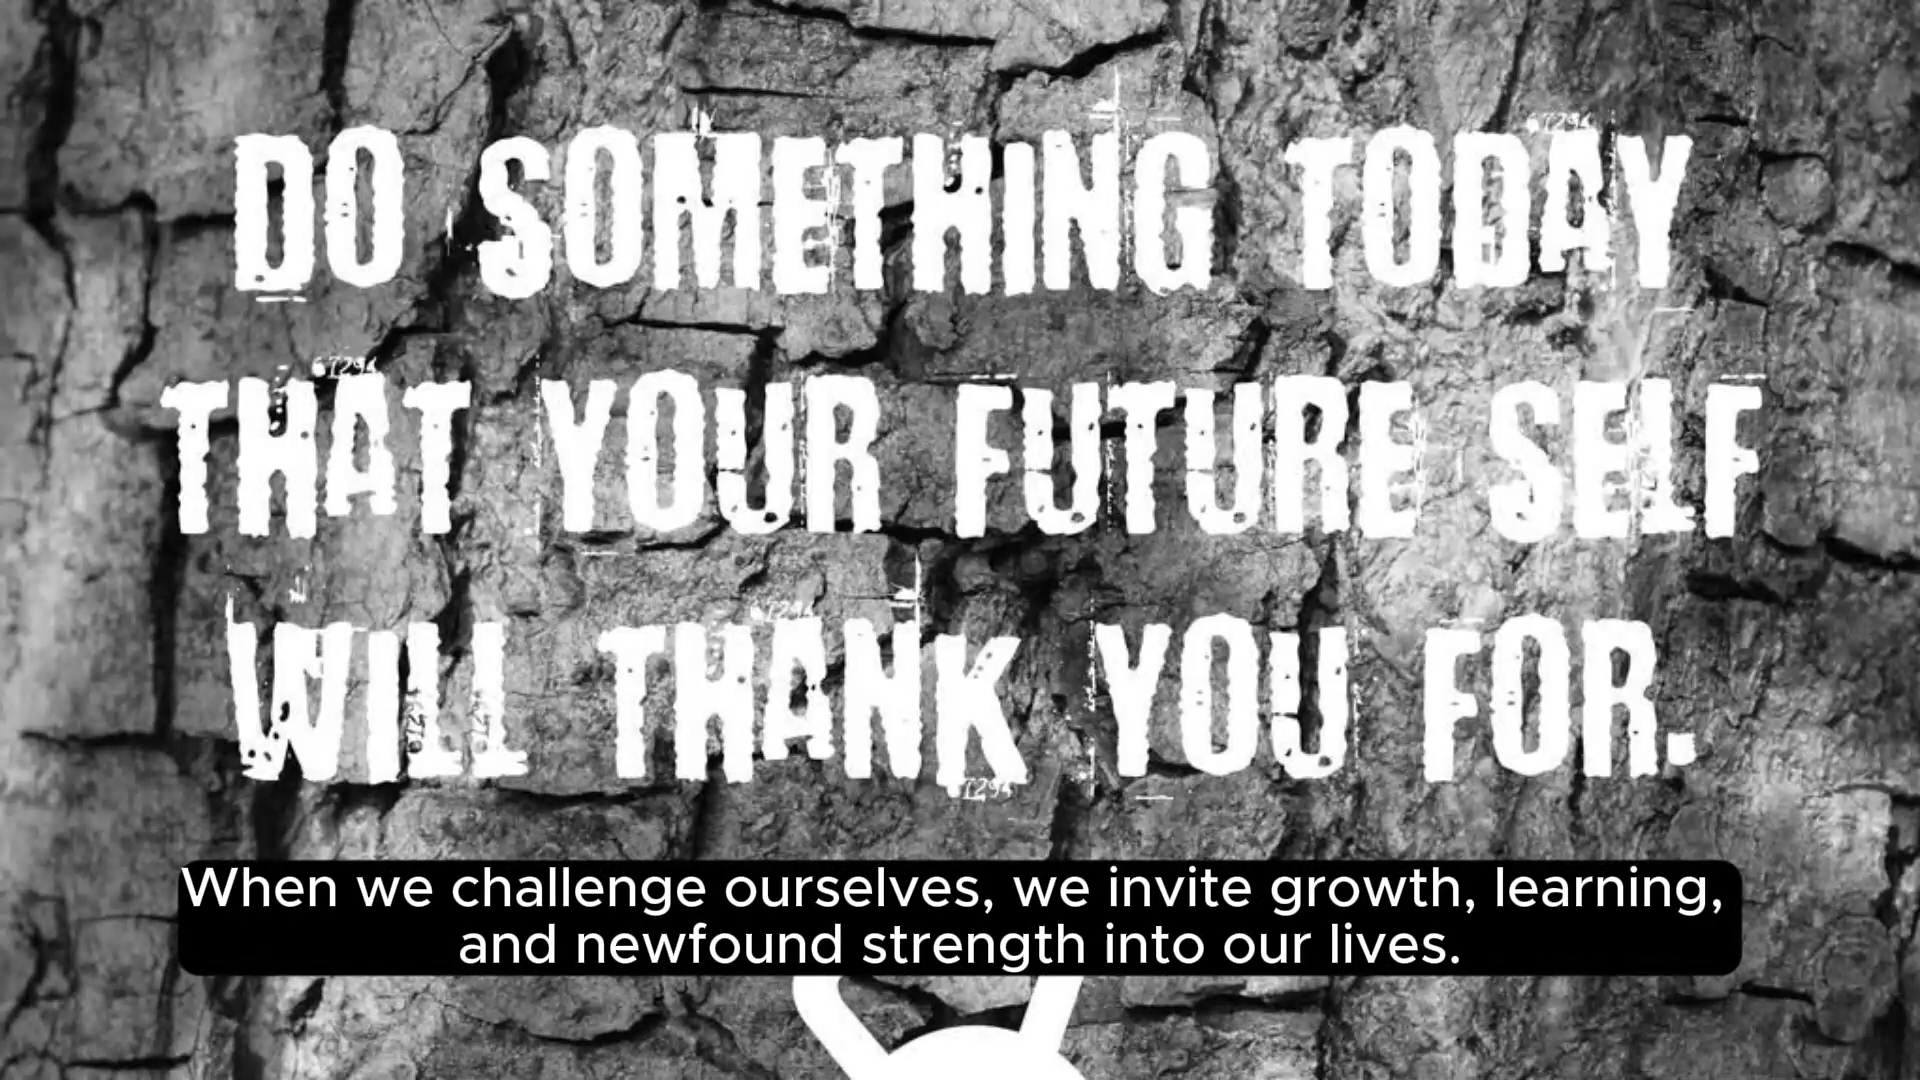 DO SOMETHING TODAY
THAT YOUR FUTURE SELF
WILL THANK YOU FOR.
When we challenge ourselves, we invite growth, learning,
and newfound strength into our lives.